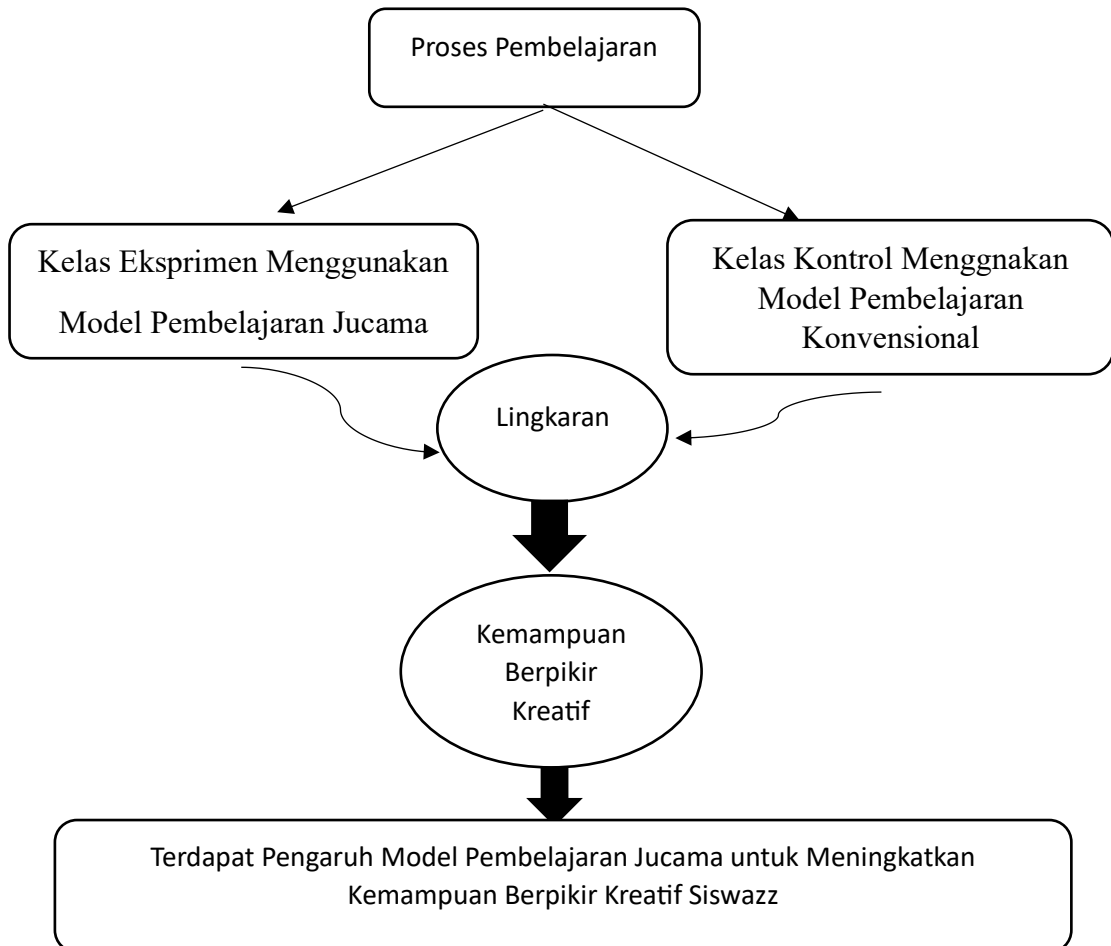 Proses Pembelajaran
Kelas Eksprimen Menggunakan
Model Pembelajaran Jucama
Kelas Kontrol Menggnakan
Model Pembelajaran
Konvensional
Lingkaran
Kemampuan
Berpikir
Kreatif
Terdapat Pengaruh Model Pembelajaran Jucama untuk Meningkatkan
Kemampuan Berpikir Kreatif Siswazz